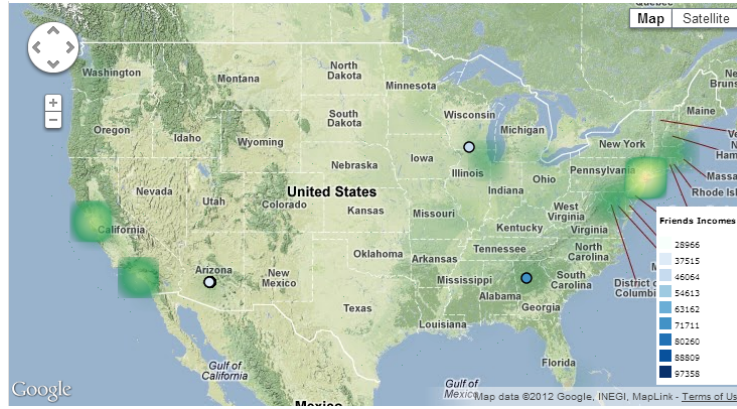 Quebec
Map
Satellite
Washington
Montana
North
Dakota
Minnesota
Maine
Oregon
Idaho
Wyoming
South
Dakota
Wisconsin
Michigan
New York
Iowa
Nebraska
Illinois
Indiana
Ohio
Pennsylvania
Massa
Rhode Isl
Nevada
Utah
Colorado
United States
Kansas
Missouri
West
Virginia
Virginia
Kentucky
California
Arizona
New
Mexico
Oklahoma
Arkansas
Tennessee
North
Carolina
South
Carolina
District o
Columbi
Mississippi
Alabama
Georgia
Texas
Louisiana
Florida
Gulf of
California
Gulf of
Mexico
Mexico
Friends Incomes
28966
37515
46064
54613
63162
71711
80260
88809
97358
Google
Map data ©2012 Google, INEGI, MapLink - Terms of Us